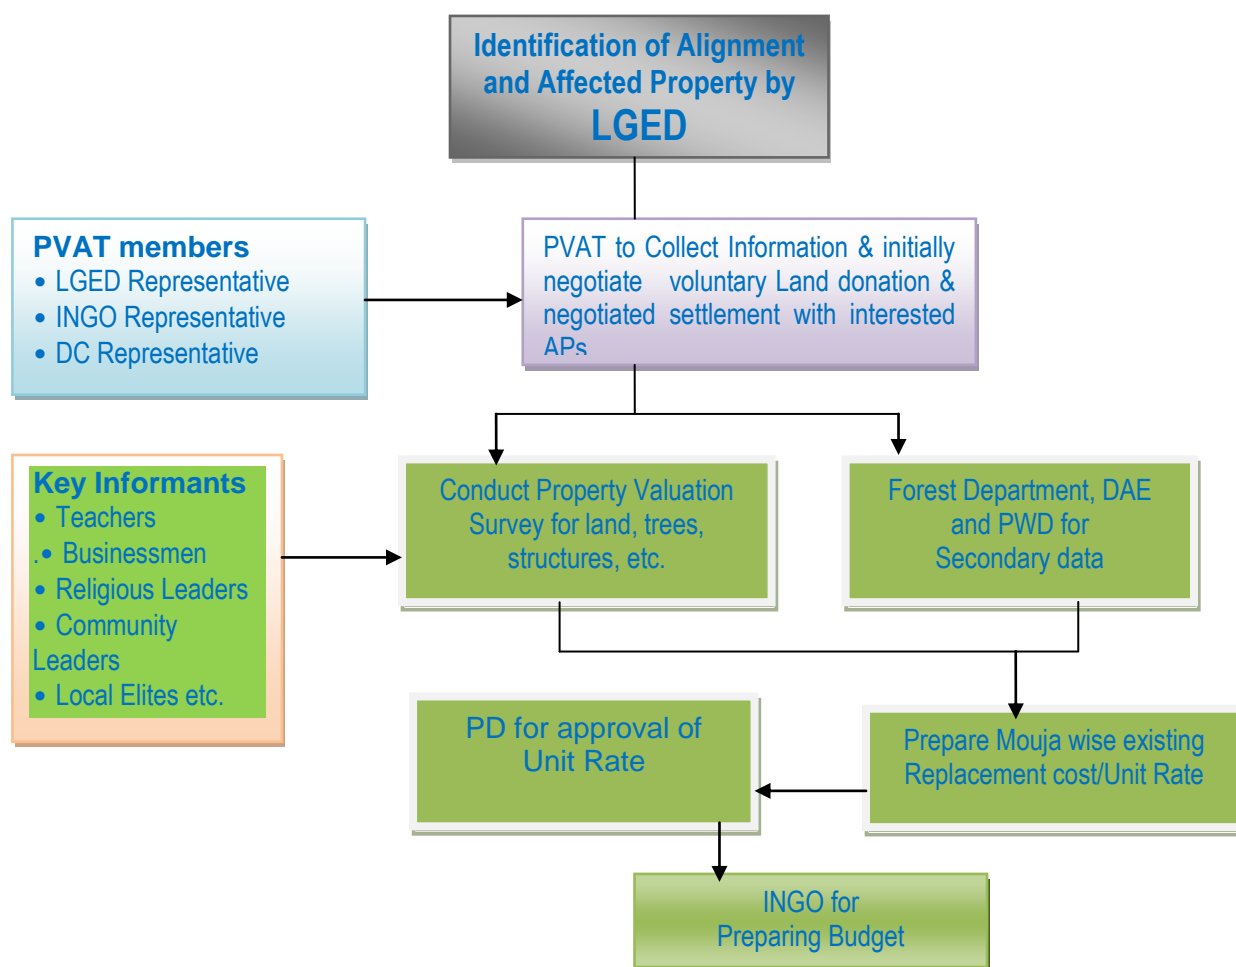 Identification of Alignment
and Affected Property by
LGED
PVAT members
• LGED Representative
• INGO Representative
• DC Representative
PVAT to Collect Information & initially
negotiate voluntary Land donation &
negotiated settlement with interested
APs
Key Informants
• Teachers
.• Businessmen
• Religious Leaders
• Community
Leaders
• Local Elites etc.
Conduct Property Valuation
Survey for land, trees,
structures, etc.
Forest Department, DAE
and PWD for
Secondary data
PD for approval of
Unit Rate
Prepare Mouja wise existing
Replacement cost/Unit Rate
INGO for
Preparing Budget